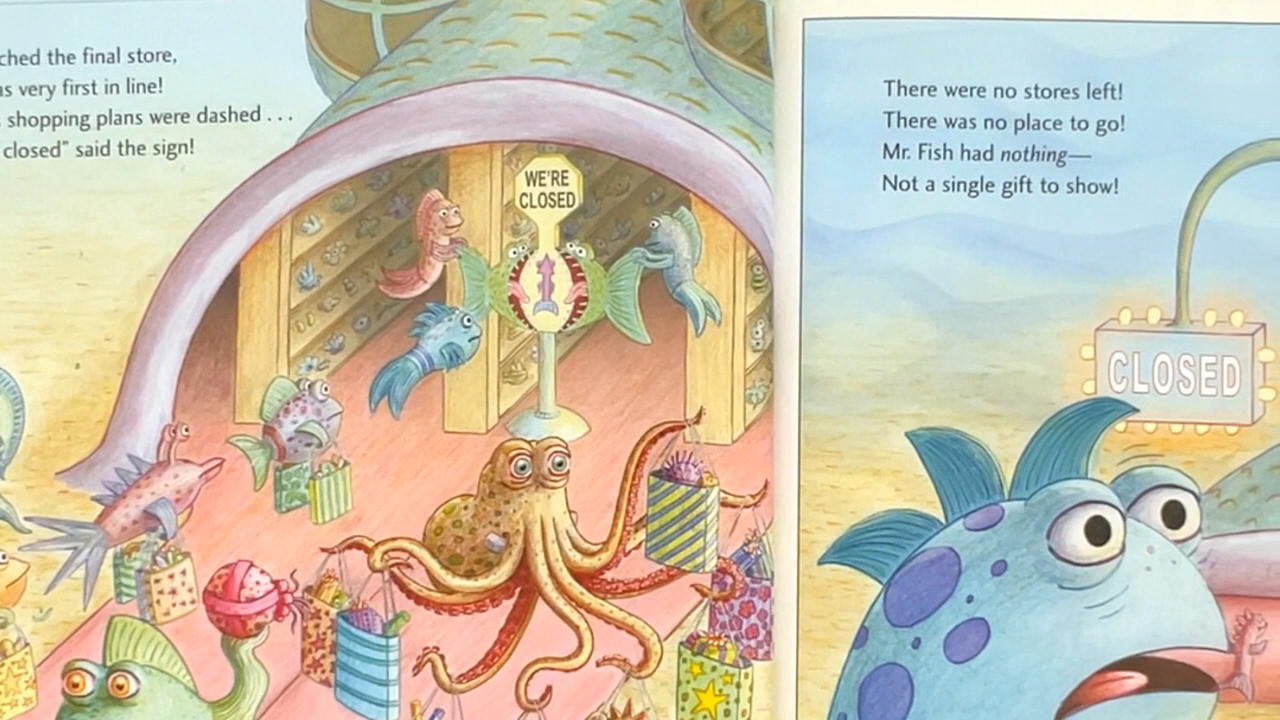 ched the final store,
s very first in line!
shopping plans were dashed . . .
closed" said the sign!
WE'RE
CLOSED
There were no stores left!
There was no place to go!
Mr. Fish had nothing—
Not a single gift to show!
CLOSED